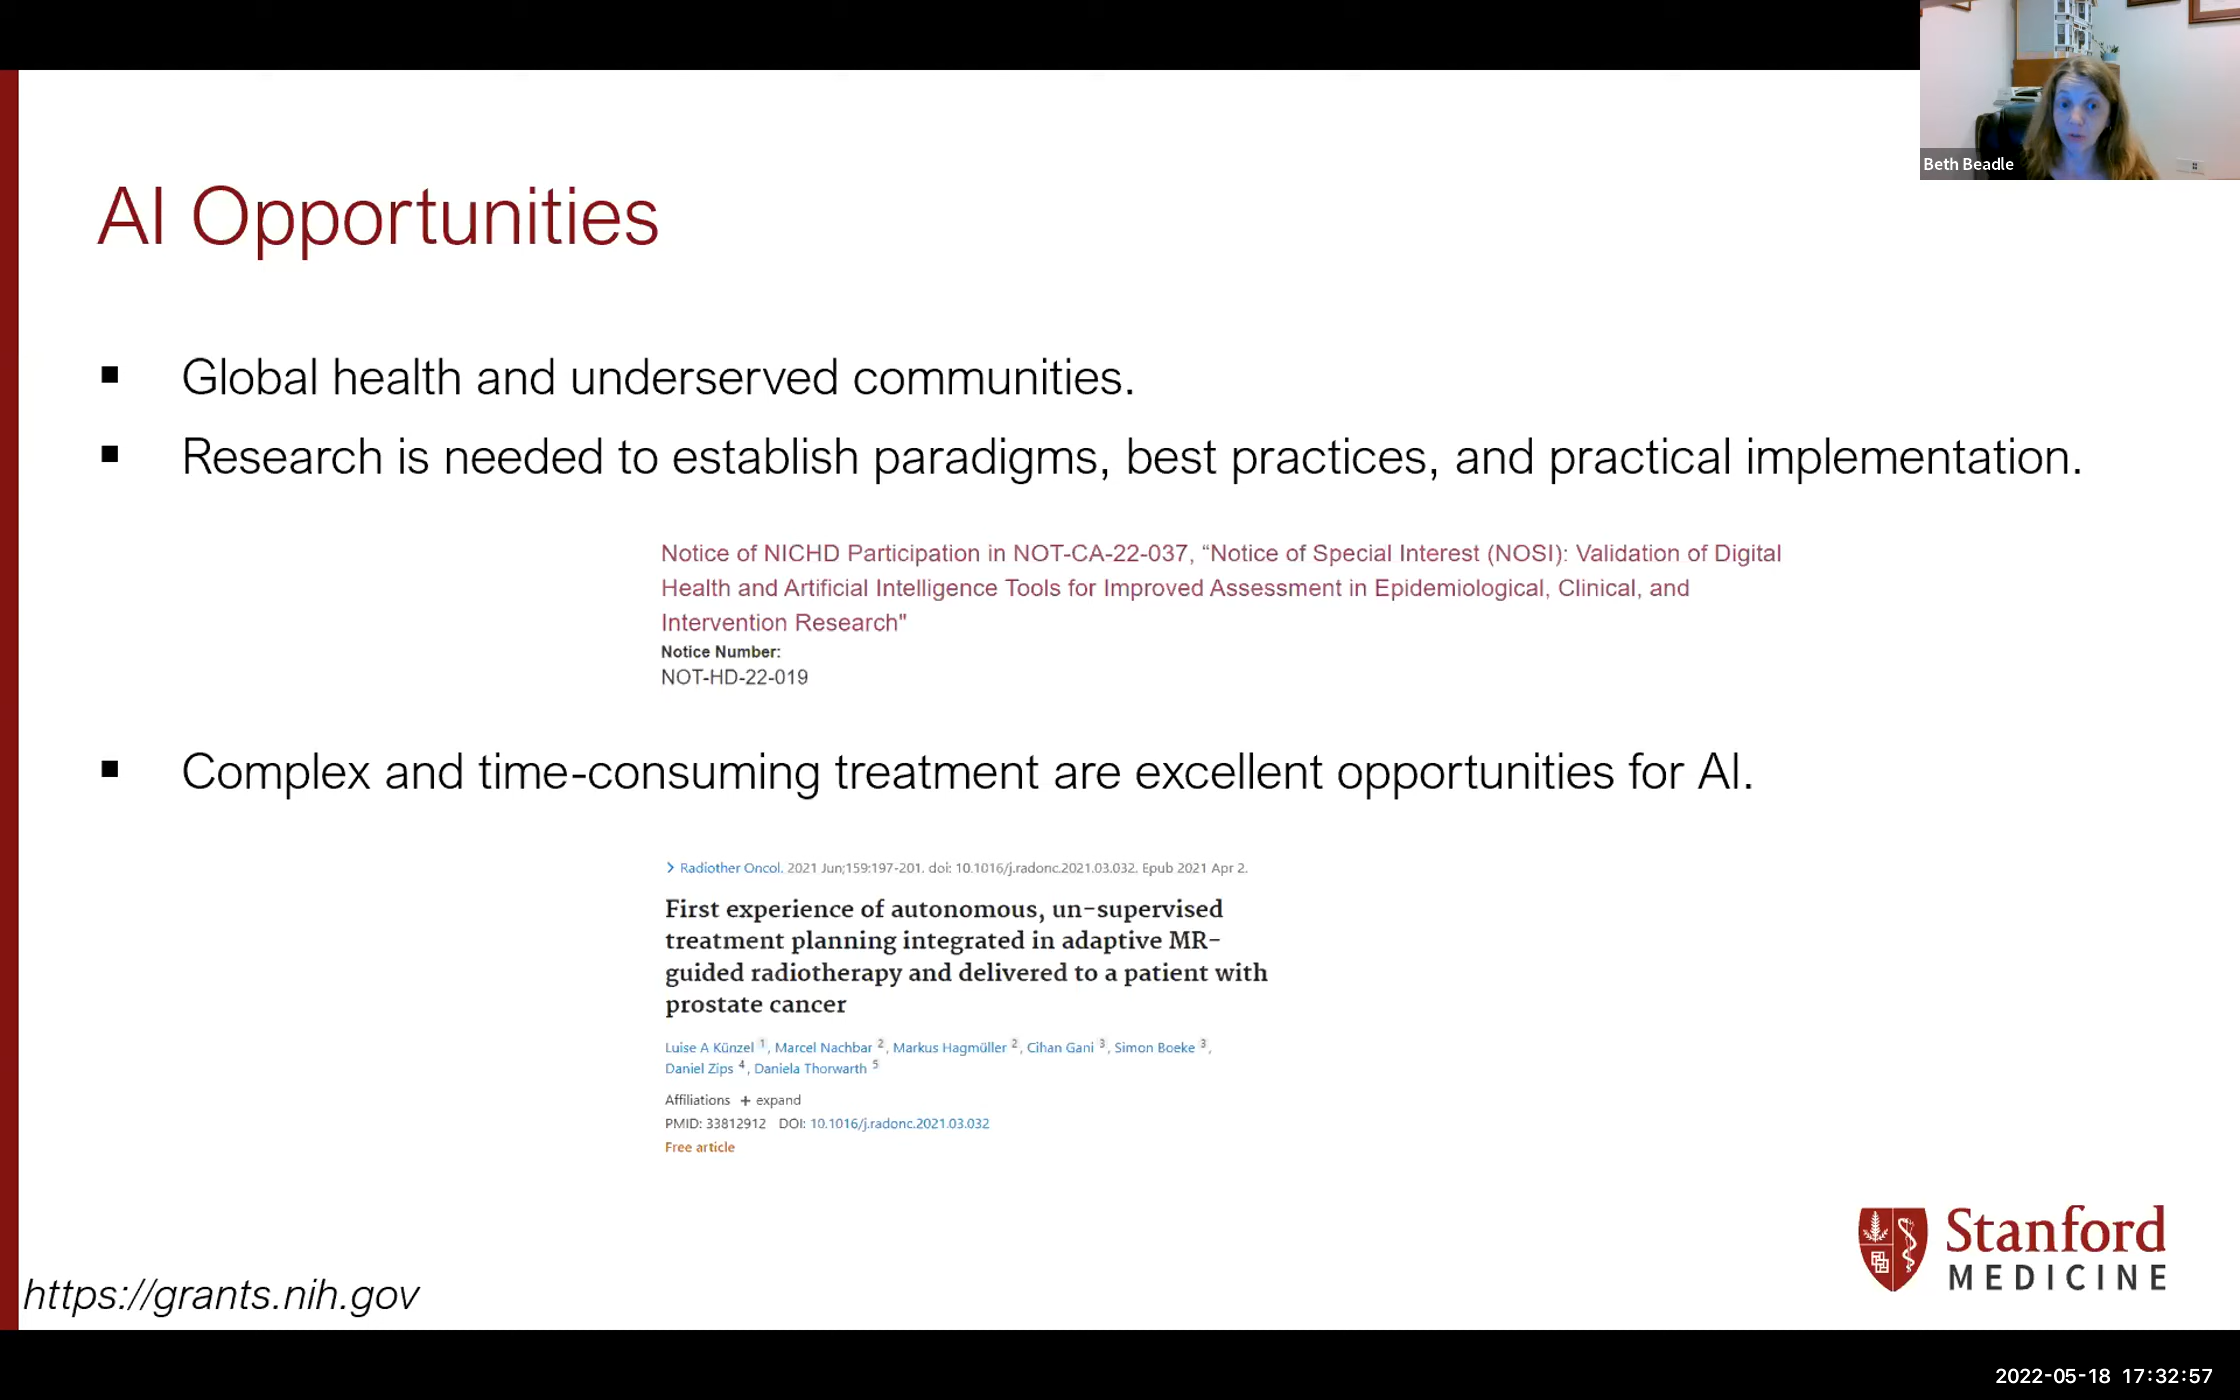 Beth Beadle
AI Opportunities
▪ Global health and underserved communities.
▪ Research is needed to establish paradigms, best practices, and practical implementation.
Notice of NICHD Participation in NOT-CA-22-037, “Notice of Special Interest (NOSI): Validation of Digital
Health and Artificial Intelligence Tools for Improved Assessment in Epidemiological, Clinical, and
Intervention Research"
Notice Number:
NOT-HD-22-019
▪ Complex and time-consuming treatment are excellent opportunities for AI.
> Radiother Oncol. 2021 Jun;159:197-201. doi: 10.1016/j.radonc.2021.03.032. Epub 2021 Apr 2.
First experience of autonomous, un-supervised
treatment planning integrated in adaptive MR-
guided radiotherapy and delivered to a patient with
prostate cancer
Luise A Künzel 1, Marcel Nachbar 2, Markus Hagmüller 2, Cihan Gani 3, Simon Boeke 3,
Daniel Zips 4, Daniela Thorwarth 5
Affiliations + expand
PMID: 33812912 DOI: 10.1016/j.radonc.2021.03.032
Free article
Stanford
MEDICINE
https://grants.nih.gov
2022-05-18 17:32:57